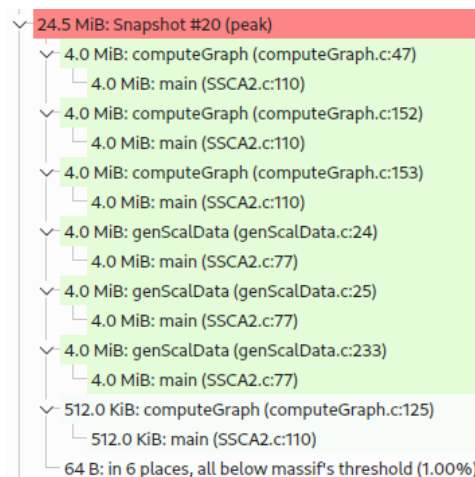 24.5 MiB: Snapshot #20 (peak)
4.0 MiB: computeGraph (computeGraph.c:47)
4.0 MiB: main (SSCA2.c:110)
4.0 MiB: computeGraph (computeGraph.c:152)
4.0 MiB: main (SSCA2.c:110)
4.0 MiB: computeGraph (computeGraph.c:153)
4.0 MiB: main (SSCA2.c:110)
4.0 MiB: genScalData (genScalData.c:24)
4.0 MiB: main (SSCA2.c:77)
4.0 MiB: genScalData (genScalData.c:25)
4.0 MiB: main (SSCA2.c:77)
4.0 MiB: genScalData (genScalData.c:233)
4.0 MiB: main (SSCA2.c:77)
512.0 KiB: computeGraph (computeGraph.c:125)
512.0 KiB: main (SSCA2.c:110)
64 B: in 6 places, all below massif's threshold (1.00%)